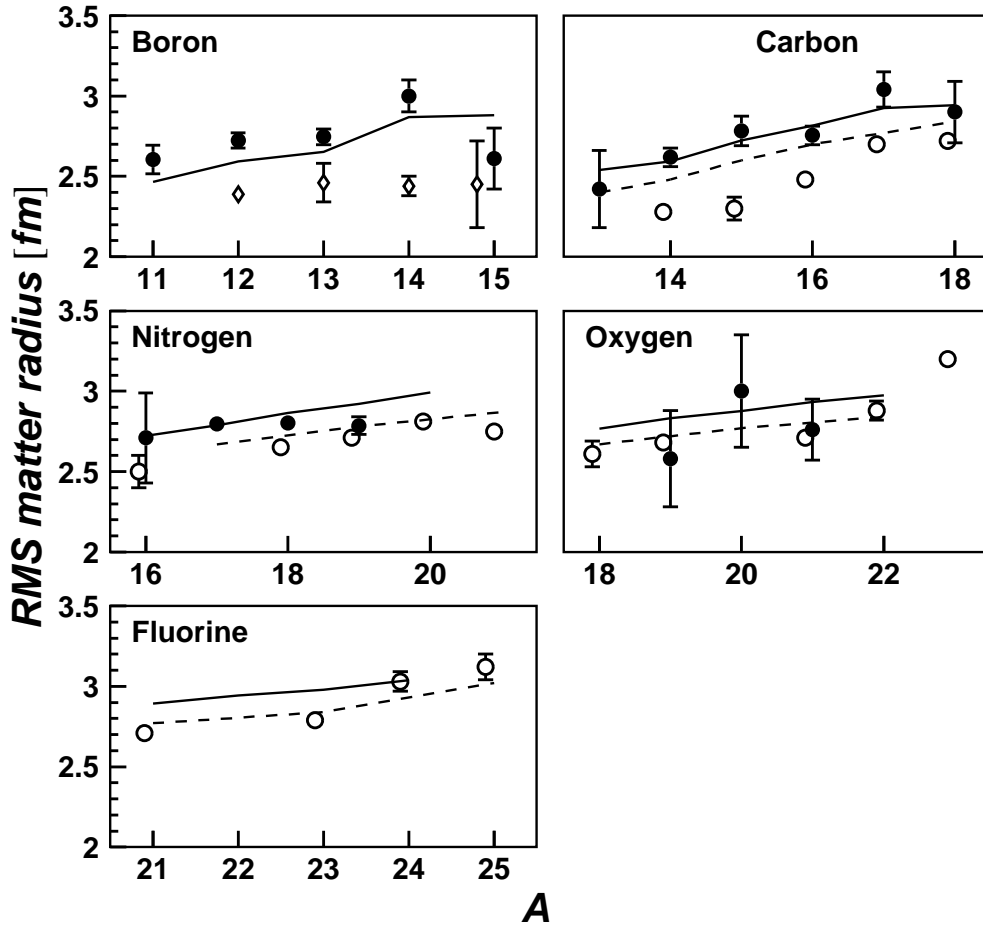 RMS matter radius [fm]
3.5
3
2.5
2
Boron
11 12 13 14 15
Carbon
14 16 18
3.5
3
2.5
2
Nitrogen
16 18 20
Oxygen
18 20 22
3.5
3
2.5
2
Fluorine
21 22 23 24 25
A